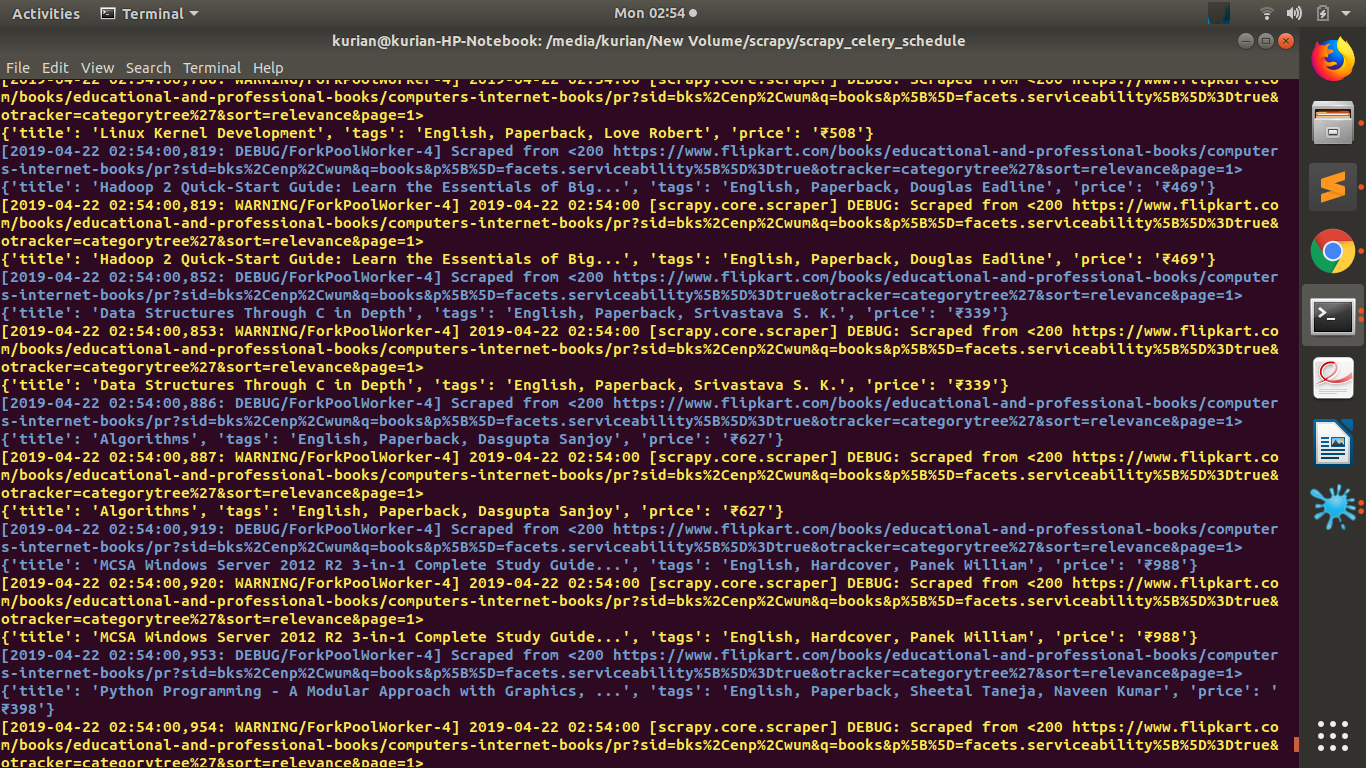 Activities
Terminal
Mon 02:54
kurian@kurian-HP-Notebook: /media/kurian/New Volume/scrapy/scrapy_celery_schedule
File Edit View Search Terminal Help
WARNING/ForkPoolWorker-4] 2019-04-22 02:54:00 [scrapy.core.scraper] DEBUG: Scraped from <200 https://www.flipkart.co
m/books/educational-and-professional-books/computers-internet-books/pr?sid=bks%2Cenp%2Cwum&q=books&p%5B%5D=facets.serviceability%5B%5D%3Dtrue&
otracker=categorytree%27&sort=relevance&page=1>
{'title': 'Linux Kernel Development', 'tags': 'English, Paperback, Love Robert', 'price': '₹508'}
[2019-04-22 02:54:00,819: DEBUG/ForkPoolWorker-4] Scraped from <200 https://www.flipkart.com/books/educational-and-professional-books/computer
s-internet-books/pr?sid=bks%2Cenp%2Cwum&q=books&p%5B%5D=facets.serviceability%5B%5D%3Dtrue&otracker=categorytree%27&sort=relevance&page=1>
{'title': 'Hadoop 2 Quick-Start Guide: Learn the Essentials of Big...', 'tags': 'English, Paperback, Douglas Eadline', 'price': '₹469'}
[2019-04-22 02:54:00,819: WARNING/ForkPoolWorker-4] 2019-04-22 02:54:00 [scrapy.core.scraper] DEBUG: Scraped from <200 https://www.flipkart.co
m/books/educational-and-professional-books/computers-internet-books/pr?sid=bks%2Cenp%2Cwum&q=books&p%5B%5D=facets.serviceability%5B%5D%3Dtrue&
otracker=categorytree%27&sort=relevance&page=1>
{'title': 'Hadoop 2 Quick-Start Guide: Learn the Essentials of Big...', 'tags': 'English, Paperback, Douglas Eadline', 'price': '₹469'}
[2019-04-22 02:54:00,852: DEBUG/ForkPoolWorker-4] Scraped from <200 https://www.flipkart.com/books/educational-and-professional-books/computer
s-internet-books/pr?sid=bks%2Cenp%2Cwum&q=books&p%5B%5D=facets.serviceability%5B%5D%3Dtrue&otracker=categorytree%27&sort=relevance&page=1>
{'title': 'Data Structures Through C in Depth', 'tags': 'English, Paperback, Srivastava S. K.', 'price': '₹339'}
[2019-04-22 02:54:00,853: WARNING/ForkPoolWorker-4] 2019-04-22 02:54:00 [scrapy.core.scraper] DEBUG: Scraped from <200 https://www.flipkart.co
m/books/educational-and-professional-books/computers-internet-books/pr?sid=bks%2Cenp%2Cwum&q=books&p%5B%5D=facets.serviceability%5B%5D%3Dtrue&
otracker=categorytree%27&sort=relevance&page=1>
{'title': 'Data Structures Through C in Depth', 'tags': 'English, Paperback, Srivastava S. K.', 'price': '₹339'}
[2019-04-22 02:54:00,886: DEBUG/ForkPoolWorker-4] Scraped from <200 https://www.flipkart.com/books/educational-and-professional-books/computer
s-internet-books/pr?sid=bks%2Cenp%2Cwum&q=books&p%5B%5D=facets.serviceability%5B%5D%3Dtrue&otracker=categorytree%27&sort=relevance&page=1>
{'title': 'Algorithms', 'tags': 'English, Paperback, Dasgupta Sanjoy', 'price': '₹627'}
[2019-04-22 02:54:00,887: WARNING/ForkPoolWorker-4] 2019-04-22 02:54:00 [scrapy.core.scraper] DEBUG: Scraped from <200 https://www.flipkart.co
m/books/educational-and-professional-books/computers-internet-books/pr?sid=bks%2Cenp%2Cwum&q=books&p%5B%5D=facets.serviceability%5B%5D%3Dtrue&
otracker=categorytree%27&sort=relevance&page=1>
{'title': 'Algorithms', 'tags': 'English, Paperback, Dasgupta Sanjoy', 'price': '₹627'}
[2019-04-22 02:54:00,919: DEBUG/ForkPoolWorker-4] Scraped from <200 https://www.flipkart.com/books/educational-and-professional-books/computer
s-internet-books/pr?sid=bks%2Cenp%2Cwum&q=books&p%5B%5D=facets.serviceability%5B%5D%3Dtrue&otracker=categorytree%27&sort=relevance&page=1>
{'title': 'MCSA Windows Server 2012 R2 3-in-1 Complete Study Guide...', 'tags': 'English, Hardcover, Panek William', 'price': '₹988'}
[2019-04-22 02:54:00,920: WARNING/ForkPoolWorker-4] 2019-04-22 02:54:00 [scrapy.core.scraper] DEBUG: Scraped from <200 https://www.flipkart.co
m/books/educational-and-professional-books/computers-internet-books/pr?sid=bks%2Cenp%2Cwum&q=books&p%5B%5D=facets.serviceability%5B%5D%3Dtrue&
otracker=categorytree%27&sort=relevance&page=1>
{'title': 'MCSA Windows Server 2012 R2 3-in-1 Complete Study Guide...', 'tags': 'English, Hardcover, Panek William', 'price': '₹988'}
[2019-04-22 02:54:00,953: DEBUG/ForkPoolWorker-4] Scraped from <200 https://www.flipkart.com/books/educational-and-professional-books/computer
s-internet-books/pr?sid=bks%2Cenp%2Cwum&q=books&p%5B%5D=facets.serviceability%5B%5D%3Dtrue&otracker=categorytree%27&sort=relevance&page=1>
{'title': 'Python Programming - A Modular Approach with Graphics, ...', 'tags': 'English, Paperback, Sheetal Taneja, Naveen Kumar', 'price': '
₹398'}
[2019-04-22 02:54:00,954: WARNING/ForkPoolWorker-4] 2019-04-22 02:54:00 [scrapy.core.scraper] DEBUG: Scraped from <200 https://www.flipkart.co
m/books/educational-and-professional-books/computers-internet-books/pr?sid=bks%2Cenp%2Cwum&q=books&p%5B%5D=facets.serviceability%5B%5D%3Dtrue&
otracker=categorytree%27&sort=relevance&page=1>